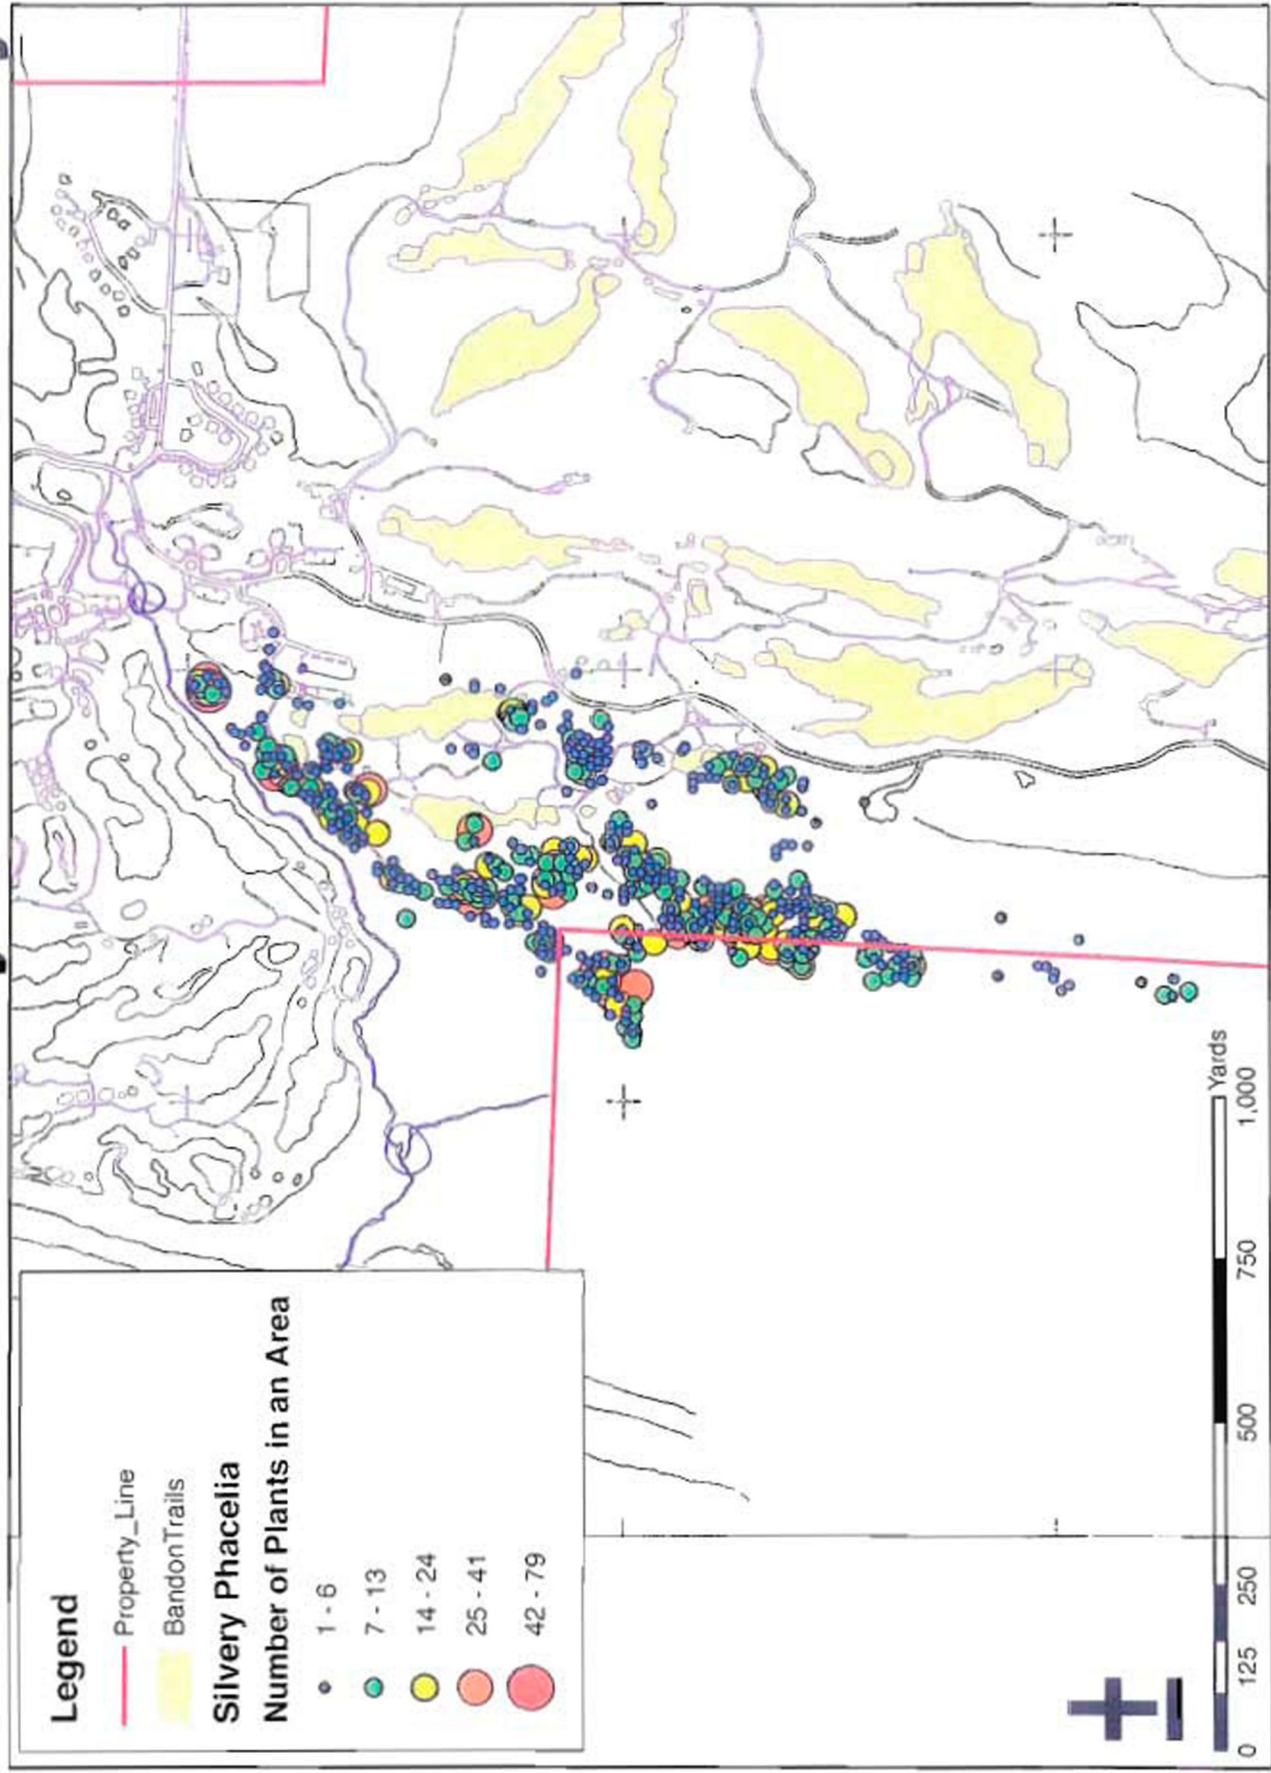 Legend
Property_Line
BandonTrails
Silvery Phacelia
Number of Plants in an Area
1 - 6
7 - 13
14 - 24
25 - 41
42 - 79
0 125 250 500 750 1,000
Yards